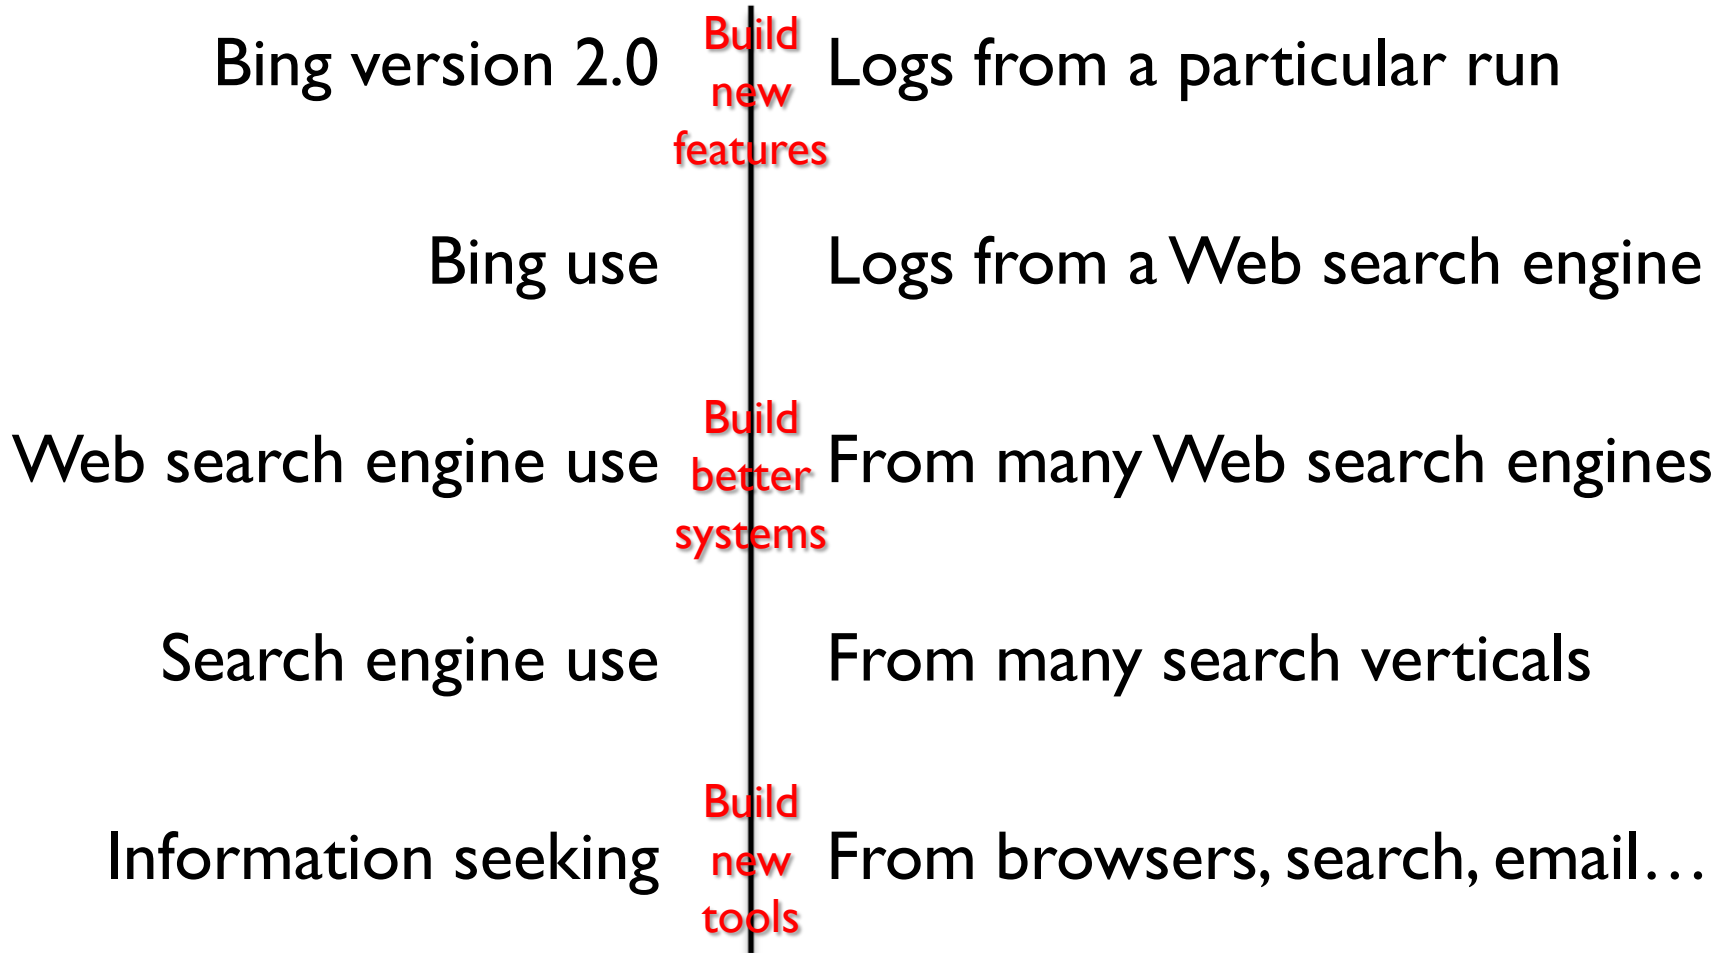 Bing version 2.0
Build
new
features
Logs from a particular run
Bing use
Logs from a Web search engine
Web search engine use
Build
better
systems
From many Web search engines
Search engine use
From many search verticals
Information seeking
Build
new
tools
From browsers, search, email…